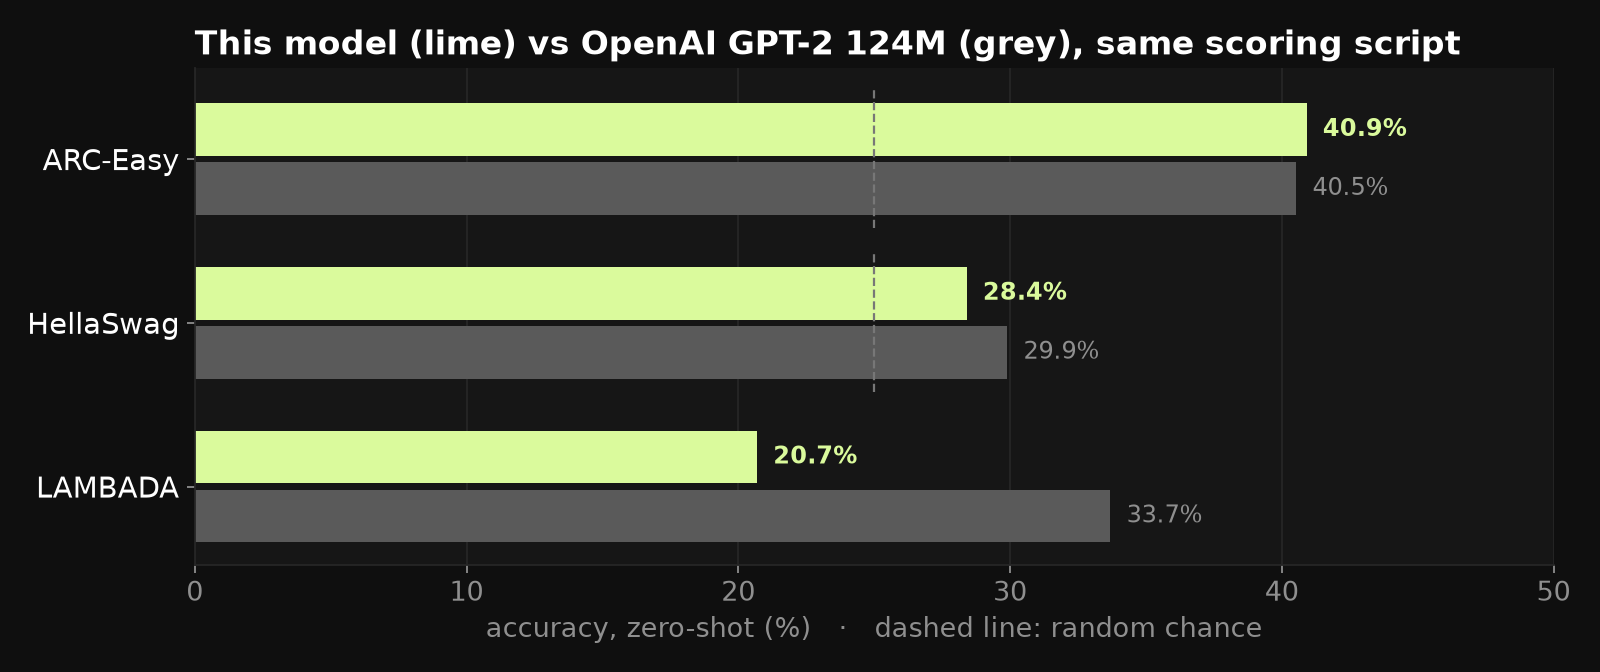 This model (lime) vs OpenAI GPT-2 124M (grey), same scoring script
ARC-Easy
40.9%
40.5%
HellaSwag
28.4%
29.9%
LAMBADA
20.7%
33.7%
0 10 20 30 40 50
accuracy, zero-shot (%) · dashed line: random chance